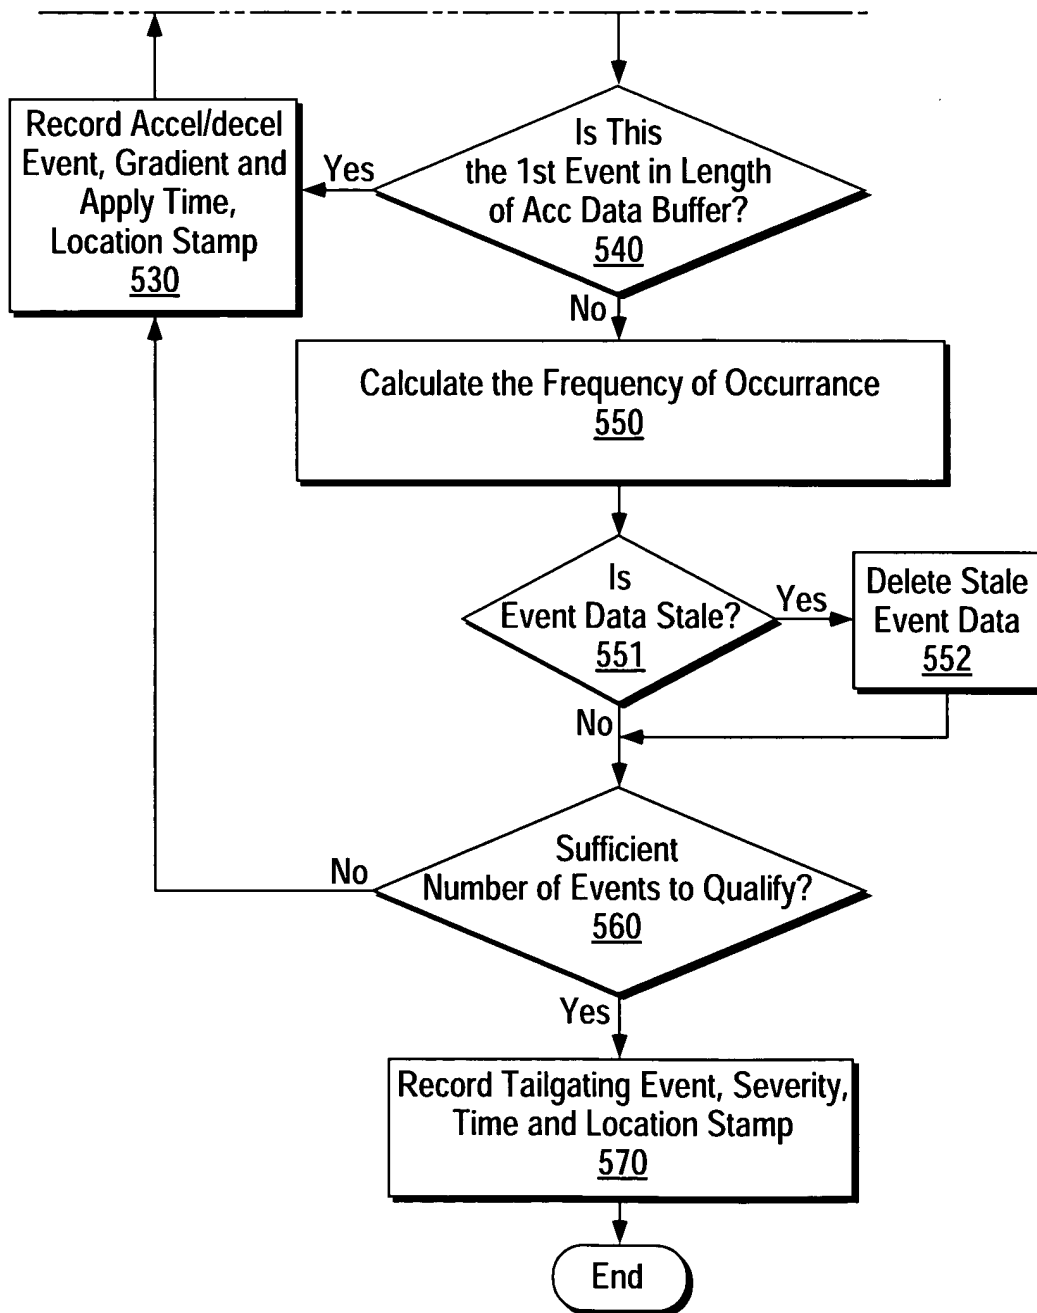 Record Accel/decel
Event, Gradient and
Apply Time,
Location Stamp
530
Yes
Is This
the 1st Event in Length
of Acc Data Buffer?
540
No
Calculate the Frequency of Occurrance
550
Is
Event Data Stale?
551
Yes
Delete Stale
Event Data
552
No
Sufficient
Number of Events to Qualify?
560
No
Yes
Record Tailgating Event, Severity,
Time and Location Stamp
570
End